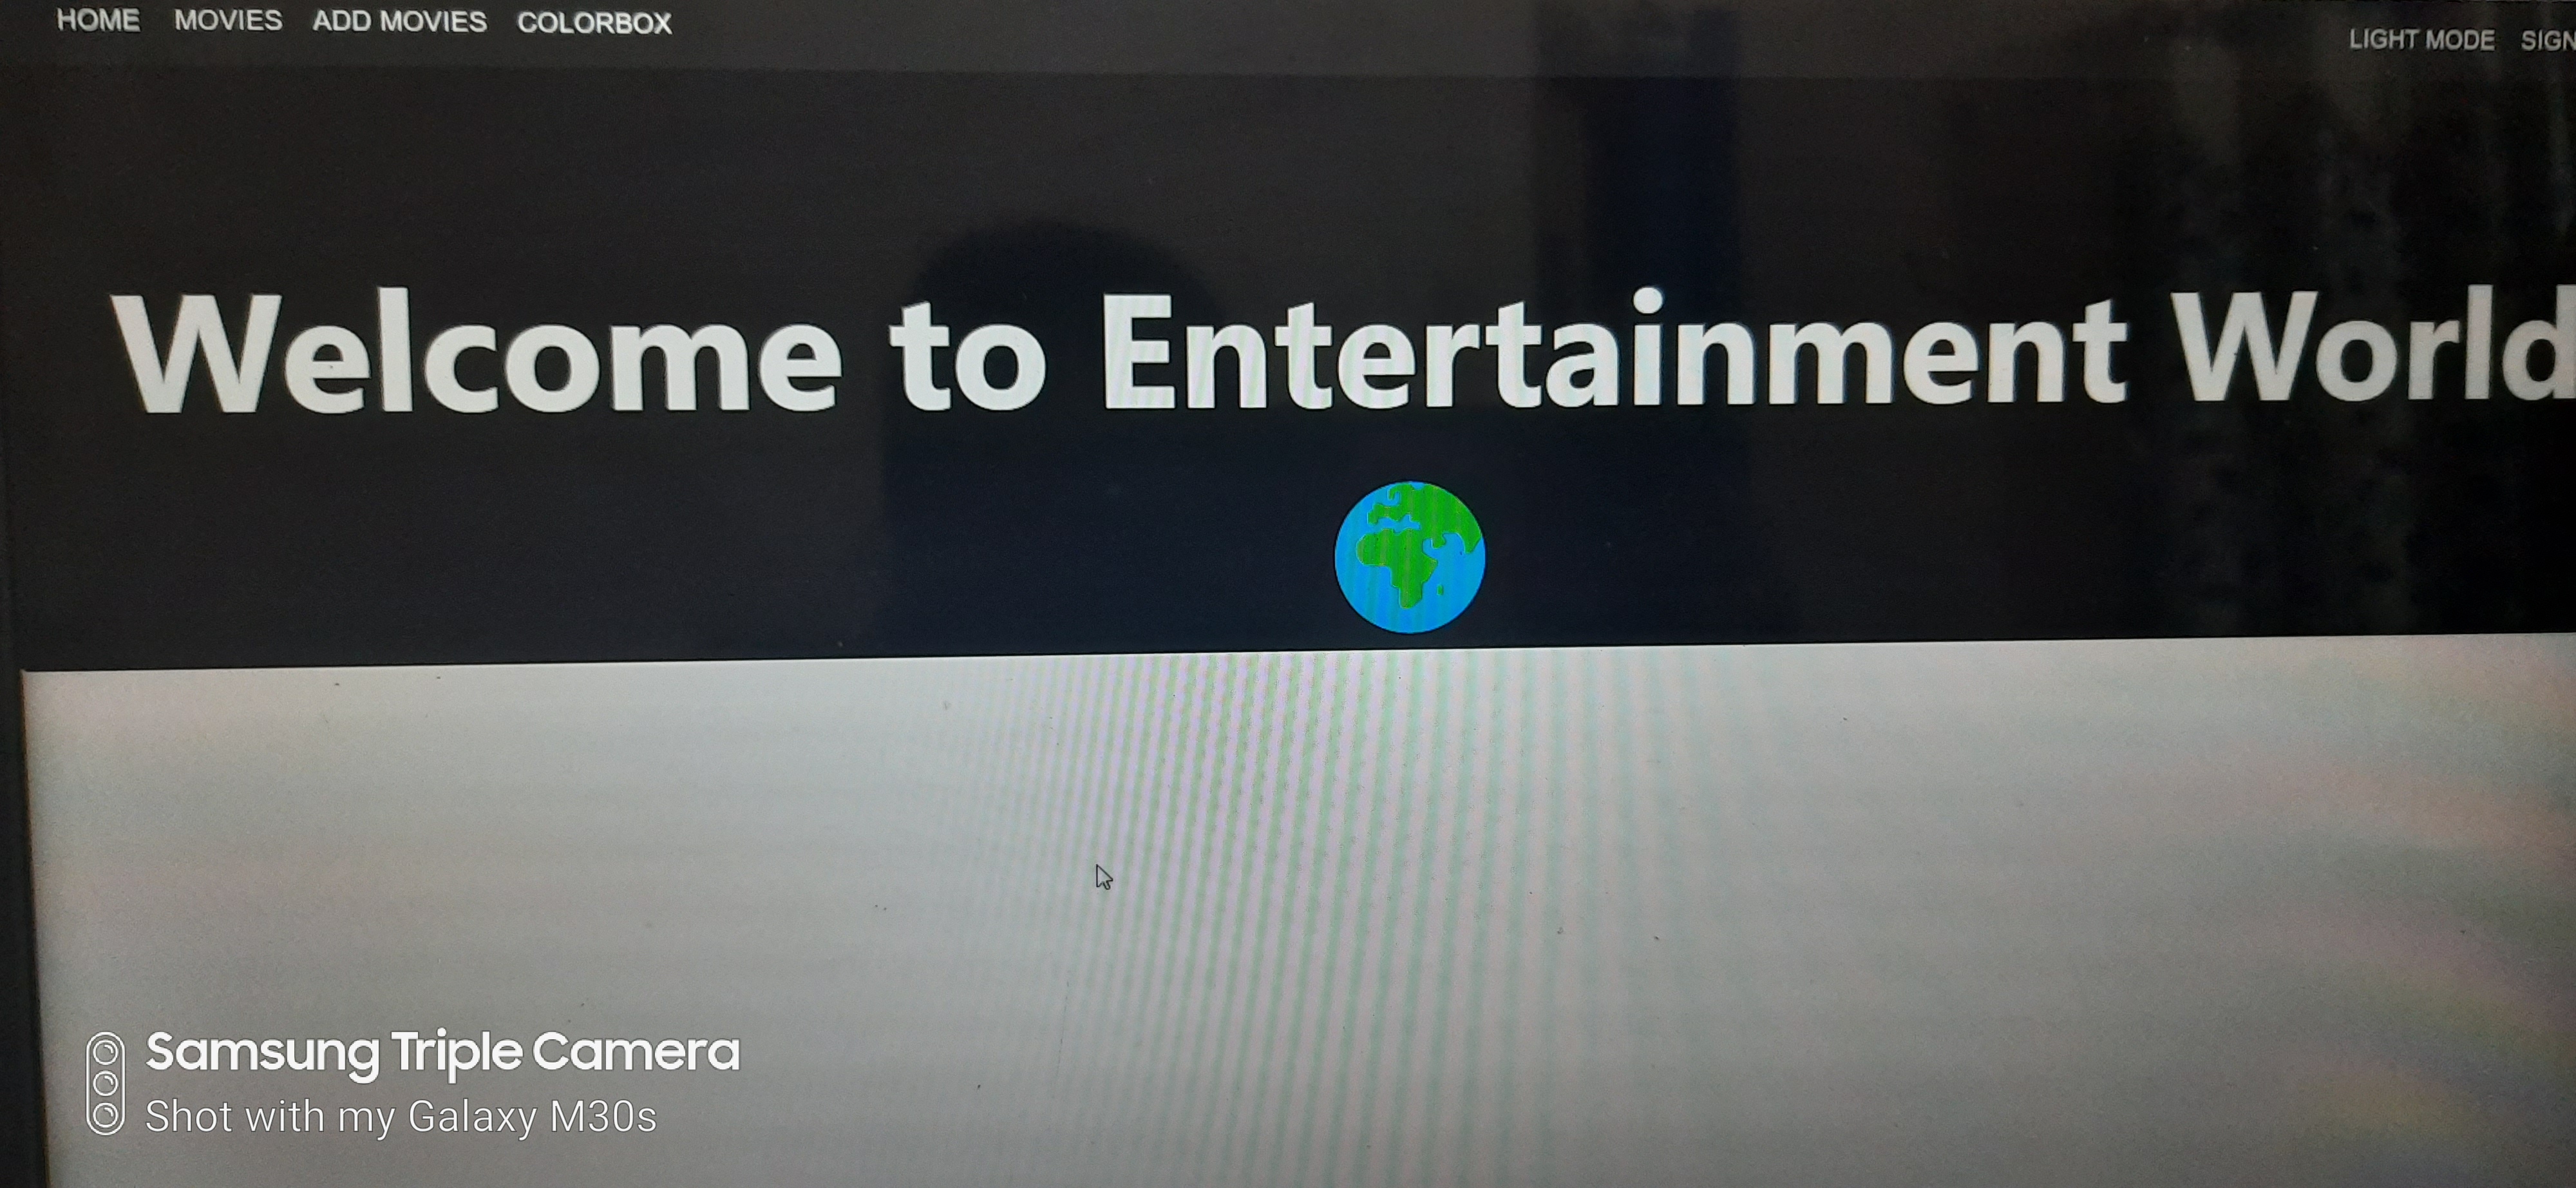 HOME MOVIES ADD MOVIES COLORBOX LIGHT MODE SIGN
Welcome to Entertainment World
Samsung Triple Camera
Shot with my Galaxy M30s